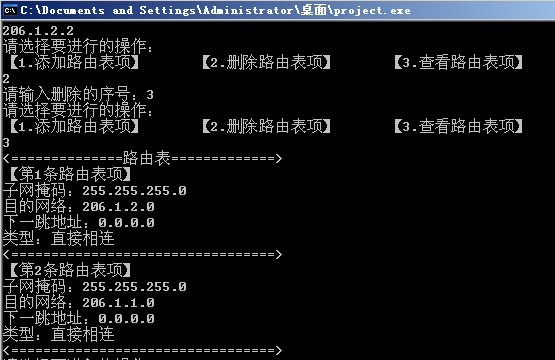 C:\Documents and Settings\Administrator\桌面\project.exe
206.1.2.2
请选择要进行的操作：
【1.添加路由表项】 【2.删除路由表项】 【3.查看路由表项】
2
请输入删除的序号：3
请选择要进行的操作：
【1.添加路由表项】 【2.删除路由表项】 【3.查看路由表项】
3
<==============路由表=============>
【第1条路由表项】
子网掩码：255.255.255.0
目的网络：206.1.2.0
下一跳地址：0.0.0.0
类型：直接相连
<=================================>
【第2条路由表项】
子网掩码：255.255.255.0
目的网络：206.1.1.0
下一跳地址：0.0.0.0
类型：直接相连
<=================================>